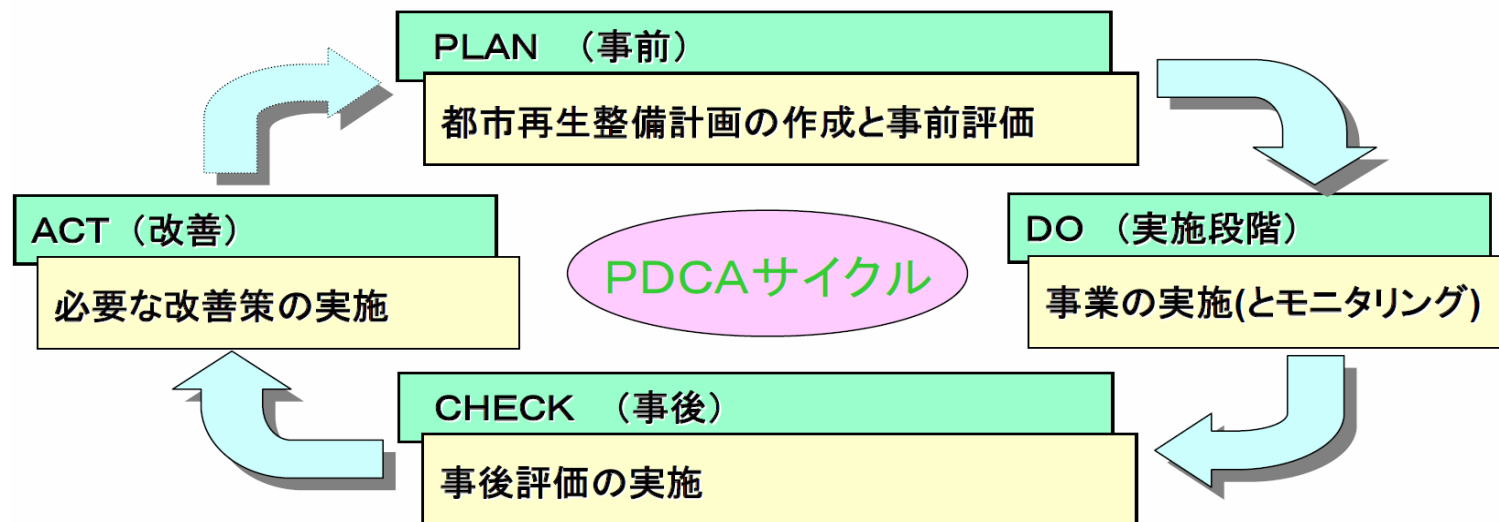 PLAN （事前）
都市再生整備計画の作成と事前評価
ACT （改善）
必要な改善策の実施
PDCAサイクル
DO （実施段階）
事業の実施(とモニタリング)
CHECK （事後）
事後評価の実施